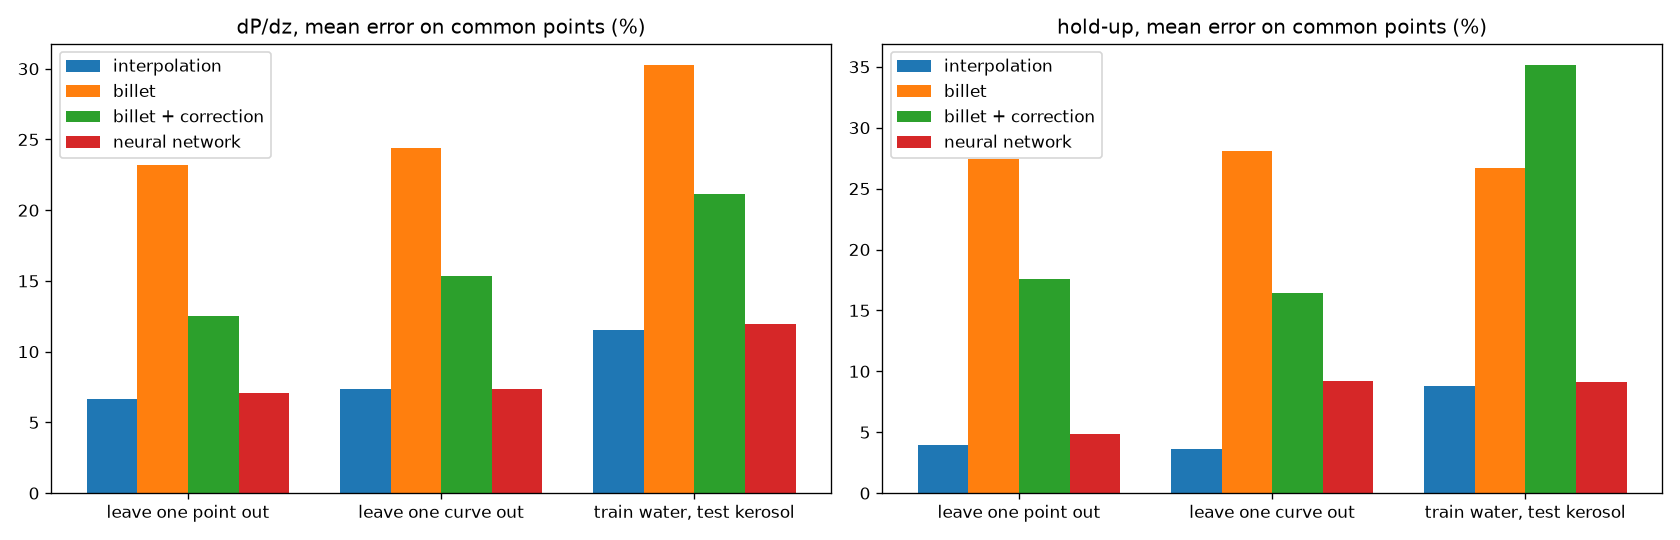 dP/dz, mean error on common points (%)
interpolation
billet
billet + correction
neural network
30
25
20
15
10
5
0
leave one point out
leave one curve out
train water, test kerosol
hold-up, mean error on common points (%)
interpolation
billet
billet + correction
neural network
35
30
25
20
15
10
5
0
leave one point out
leave one curve out
train water, test kerosol